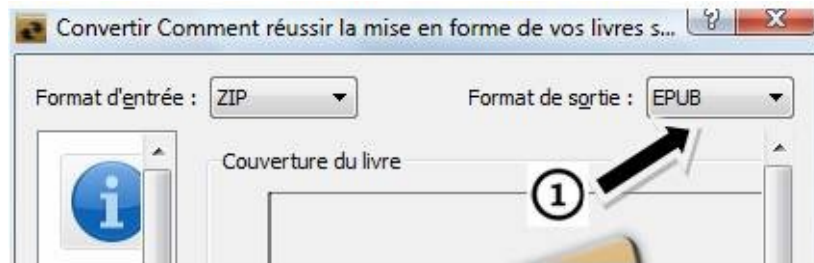 Convertir Comment réussir la mise en forme de vos livres s...
Format d'entrée : ZIP Format de sortie : EPUB
Couverture du livre
1